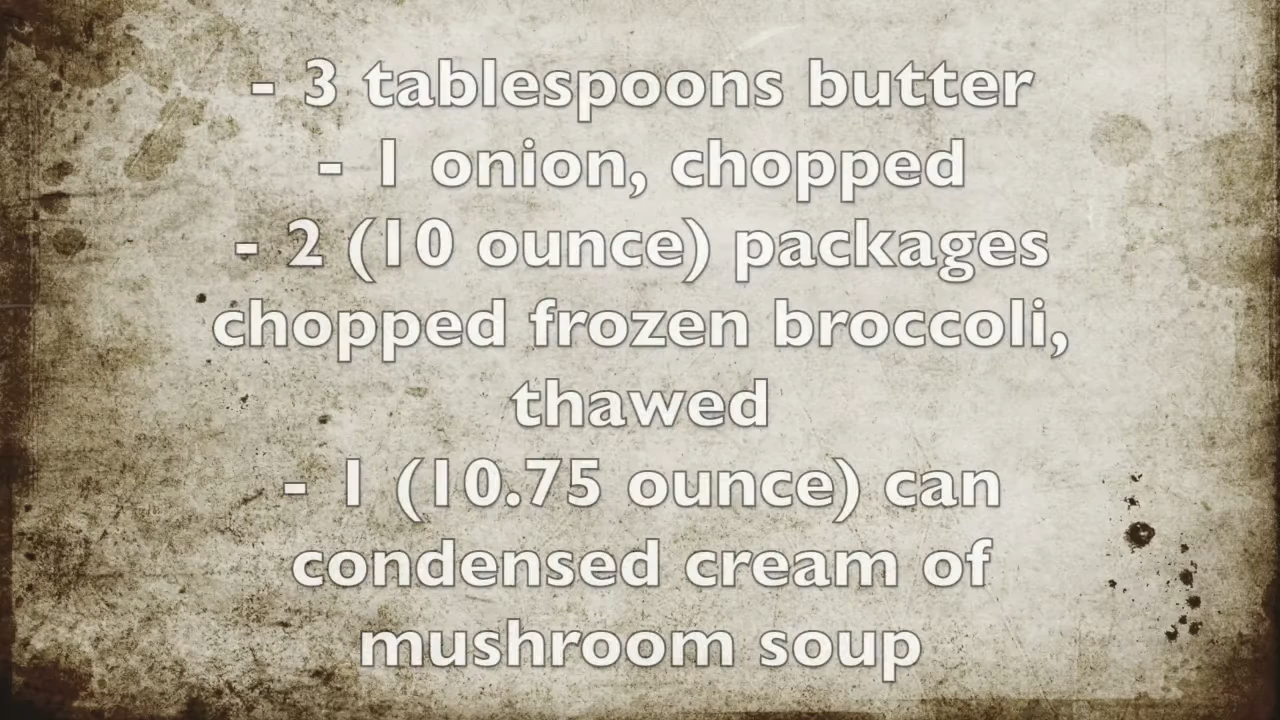 - 3 tablespoons butter
- 1 onion, chopped
- 2 (10 ounce) packages
chopped frozen broccoli,
thawed
- 1 (10.75 ounce) can
condensed cream of
mushroom soup